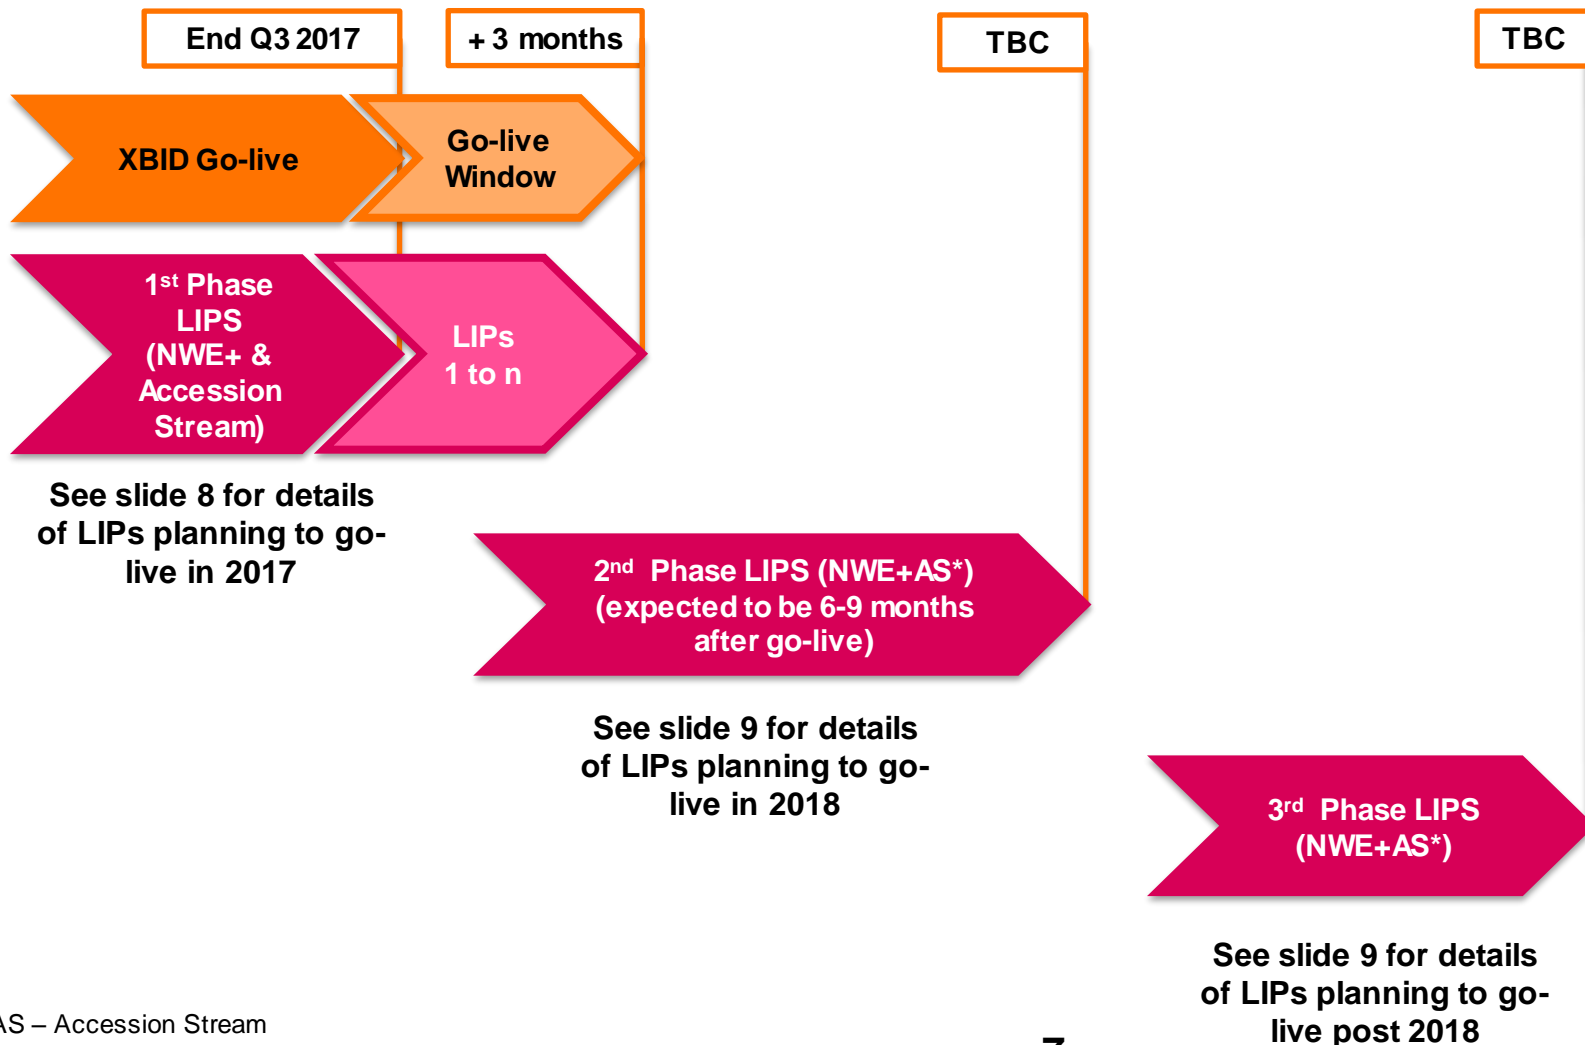 End Q3 2017
+ 3 months
TBC
TBC
XBID Go-live
Go-live
Window
1st Phase
LIPS
(NWE+ &
Accession
Stream)
LIPs
1 to n
See slide 8 for details
of LIPs planning to go-
live in 2017
2nd Phase LIPS (NWE+AS*)
(expected to be 6-9 months
after go-live)
See slide 9 for details
of LIPs planning to go-
live in 2018
3rd Phase LIPS
(NWE+AS*)
See slide 9 for details
of LIPs planning to go-
live post 2018
AS – Accession Stream
7